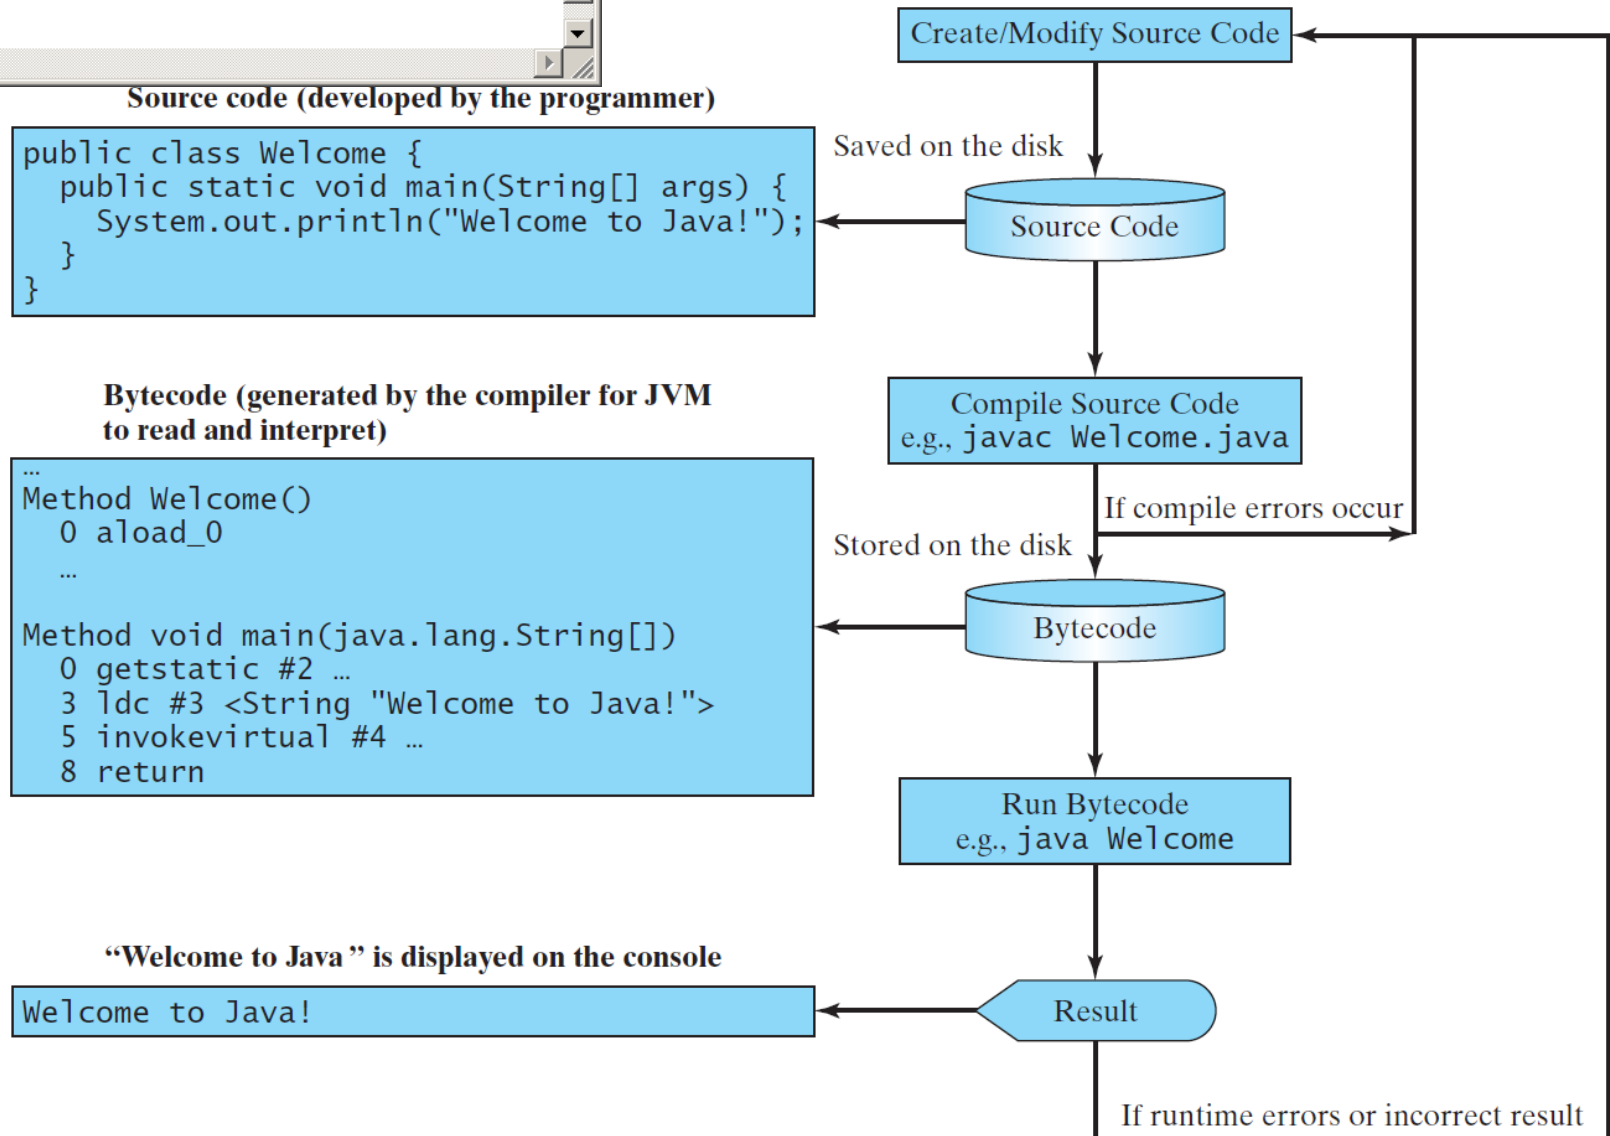 Create/Modify Source Code
Source code (developed by the programmer)
public class Welcome {
  public static void main(String[] args) {
    System.out.println("Welcome to Java!");
  }
}
Saved on the disk
Source Code
Compile Source Code
e.g., javac Welcome.java
If compile errors occur
Stored on the disk
Bytecode
Bytecode (generated by the compiler for JVM
to read and interpret)
…
Method Welcome()
  0 aload_0
  …
Method void main(java.lang.String[])
  0 getstatic #2 …
  3 ldc #3 <String "Welcome to Java!">
  5 invokevirtual #4 …
  8 return
Run Bytecode
e.g., java Welcome
“Welcome to Java” is displayed on the console
Welcome to Java!
Result
If runtime errors or incorrect result